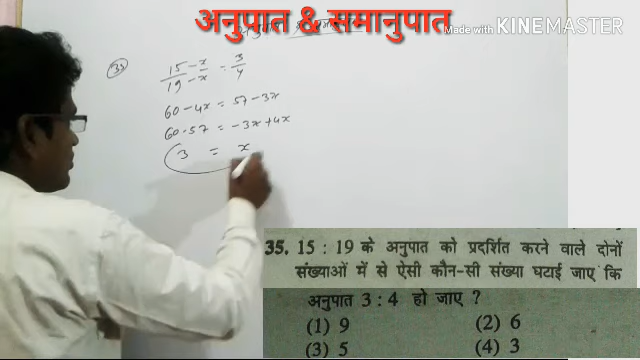 अनुपात & समानुपात
Made with KINEMASTER
35
15 - x / 19 - x = 3 / 4
60 - 4x = 57 - 3x
60 - 57 = - 3x + 4x
3 = x
35. 15 : 19 के अनुपात को प्रदर्शित करने वाले दोनों
संख्याओं में से ऐसी कौन-सी संख्या घटाई जाए कि
अनुपात 3 : 4 हो जाए ?
(1) 9 (2) 6
(3) 5 (4) 3